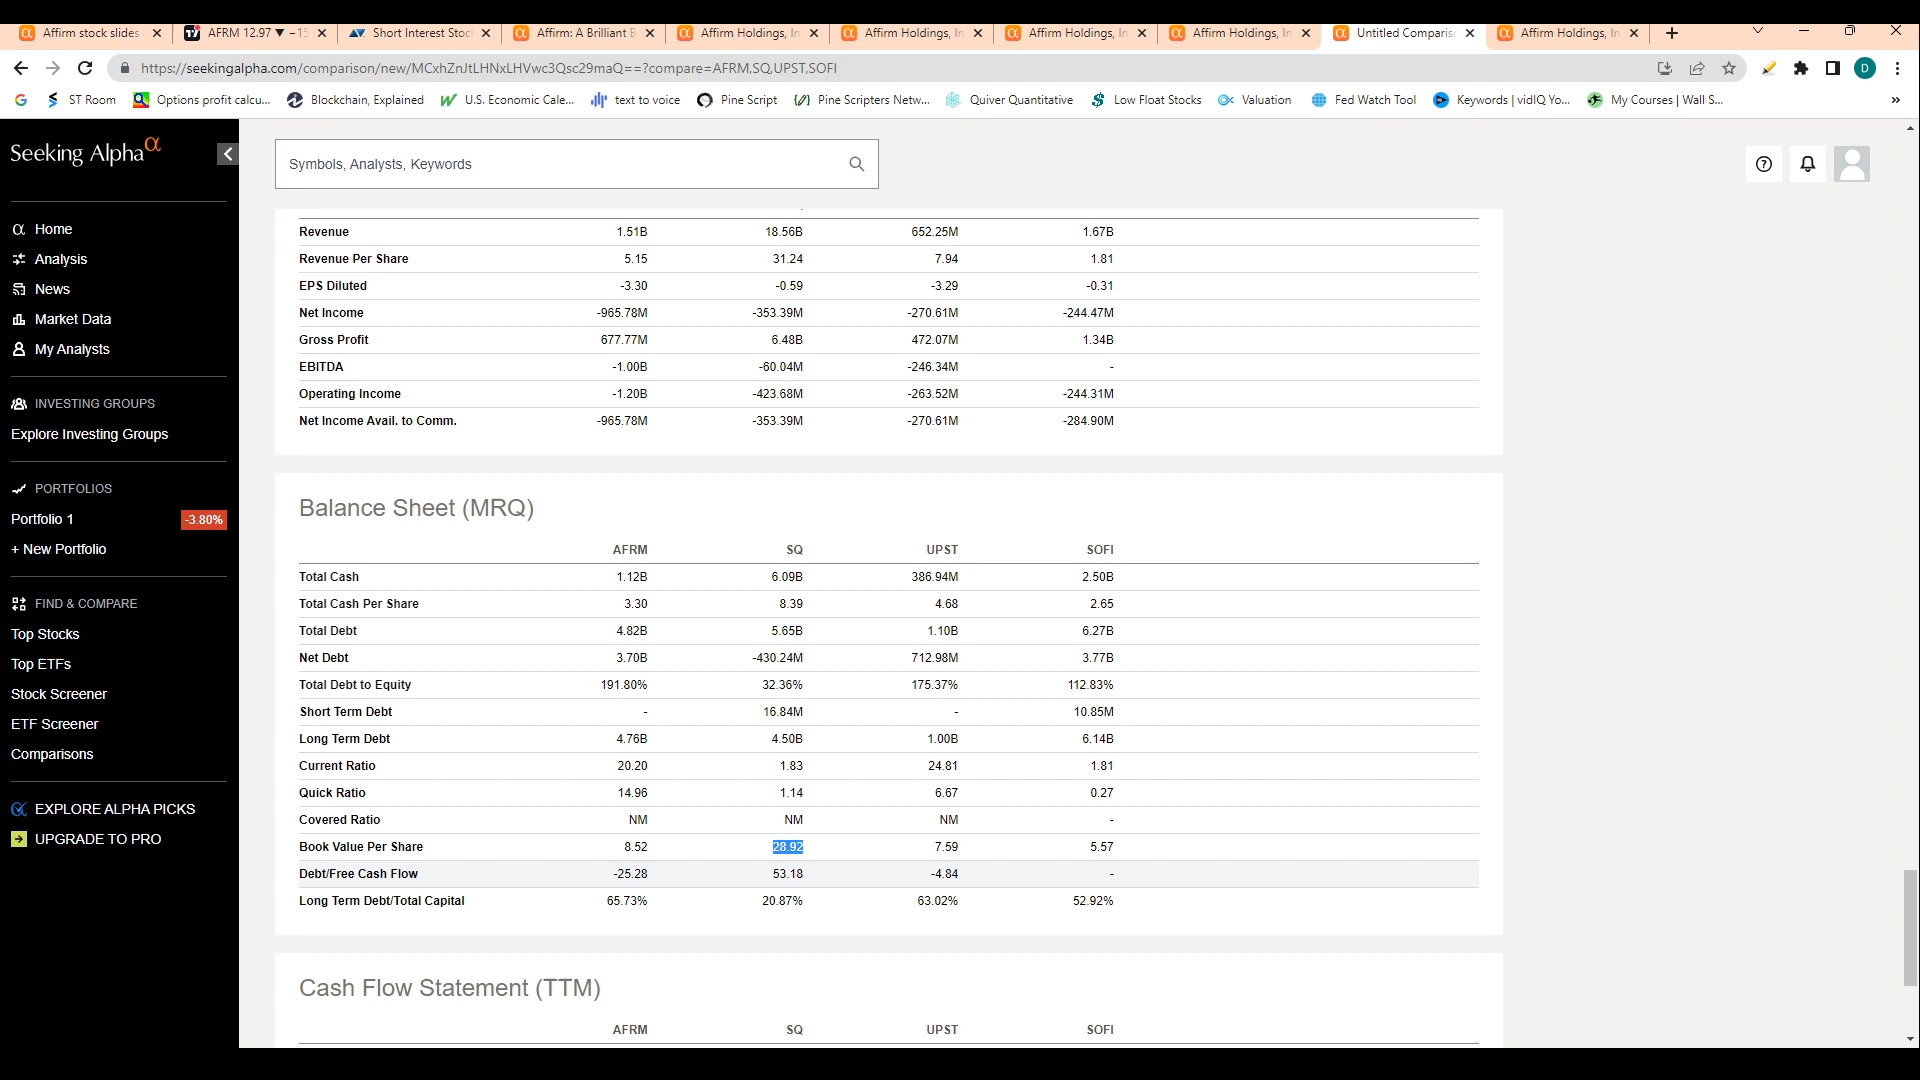 Affirm stock slides
AFRM 12.97 ▼ −15
Short Interest Stoc
Affirm: A Brilliant B
Affirm Holdings, In
Affirm Holdings, In
Affirm Holdings, In
Affirm Holdings, In
Untitled Comparisc
Affirm Holdings, In
https://seekingalpha.com/comparison/new/MCxhZnJtLHNxLHVwc3Qsc29maQ==?compare=AFRM,SQ,UPST,SOFI
D
ST Room
Options profit calcu...
Blockchain, Explained
U.S. Economic Cale...
text to voice
Pine Script
Pine Scripters Netw...
Quiver Quantitative
Low Float Stocks
Valuation
Fed Watch Tool
Keywords | vidIQ Yo...
My Courses | Wall S...
»
Seeking Alphaα
Symbols, Analysts, Keywords
Home
Analysis
News
Market Data
My Analysts
INVESTING GROUPS
Explore Investing Groups
PORTFOLIOS
Portfolio 1 -3.80%
+ New Portfolio
FIND & COMPARE
Top Stocks
Top ETFs
Stock Screener
ETF Screener
Comparisons
EXPLORE ALPHA PICKS
UPGRADE TO PRO
Revenue 1.51B 18.56B 652.25M 1.67B
Revenue Per Share 5.15 31.24 7.94 1.81
EPS Diluted -3.30 -0.59 -3.29 -0.31
Net Income -965.78M -353.39M -270.61M -244.47M
Gross Profit 677.77M 6.48B 472.07M 1.34B
EBITDA -1.00B -60.04M -246.34M -
Operating Income -1.20B -423.68M -263.52M -244.31M
Net Income Avail. to Comm. -965.78M -353.39M -270.61M -284.90M
Balance Sheet (MRQ)
AFRM SQ UPST SOFI
Total Cash 1.12B 6.09B 386.94M 2.50B
Total Cash Per Share 3.30 8.39 4.68 2.65
Total Debt 4.82B 5.65B 1.10B 6.27B
Net Debt 3.70B -430.24M 712.98M 3.77B
Total Debt to Equity 191.80% 32.36% 175.37% 112.83%
Short Term Debt - 16.84M - 10.85M
Long Term Debt 4.76B 4.50B 1.00B 6.14B
Current Ratio 20.20 1.83 24.81 1.81
Quick Ratio 14.96 1.14 6.67 0.27
Covered Ratio NM NM NM -
Book Value Per Share 8.52 28.92 7.59 5.57
Debt/Free Cash Flow -25.28 53.18 -4.84 -
Long Term Debt/Total Capital 65.73% 20.87% 63.02% 52.92%
Cash Flow Statement (TTM)
AFRM SQ UPST SOFI